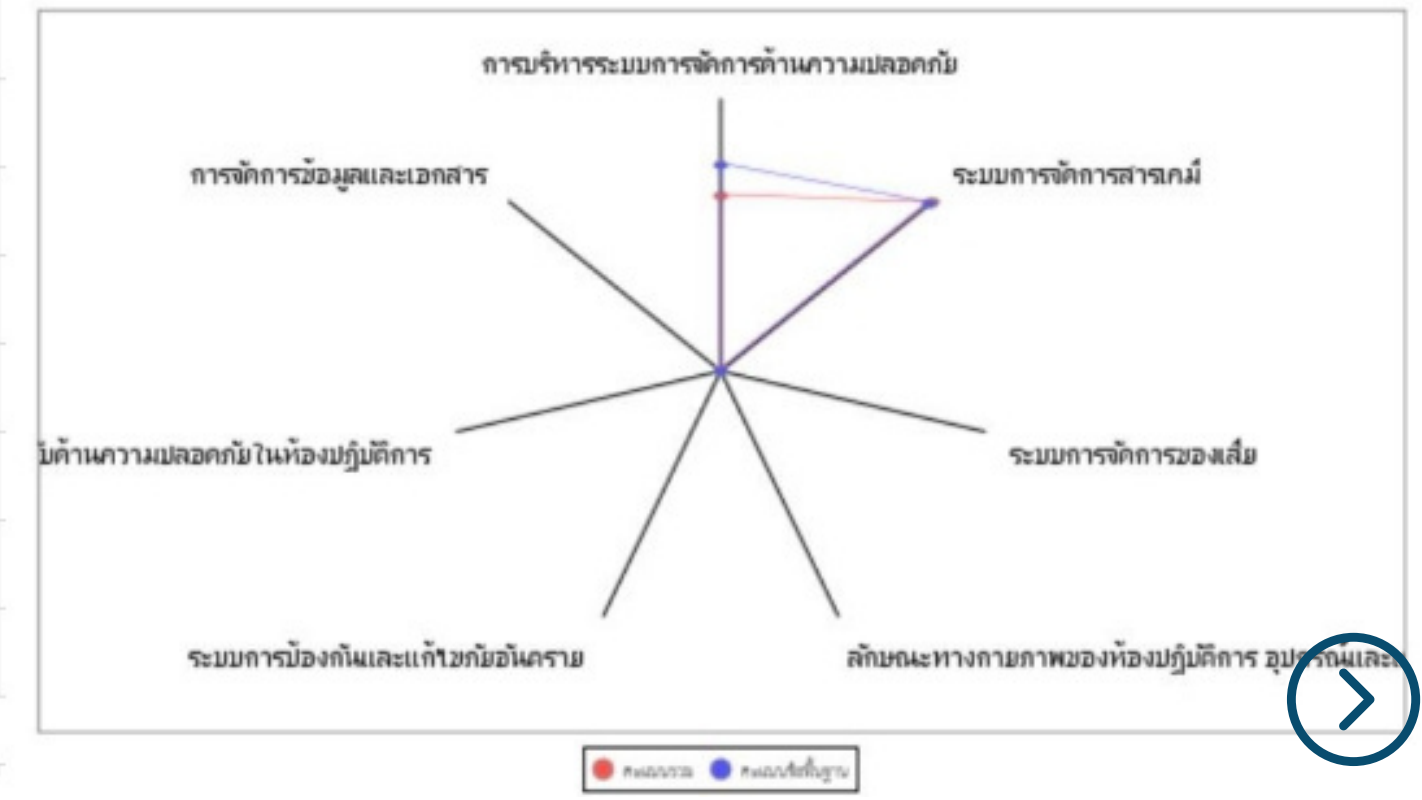 การบริหารระบบการจัดการด้านความปลอดภัย
การจัดการข้อมูลและเอกสาร
ระบบการจัดการสารเคมี
ด้านความปลอดภัยในห้องปฏิบัติการ
ระบบการจัดการของเสีย
ระบบการป้องกันและแก้ไขภัยอันตราย
ลักษณะทางกายภาพของห้องปฏิบัติการ อุปกรณ์และ
คะแนนรวม